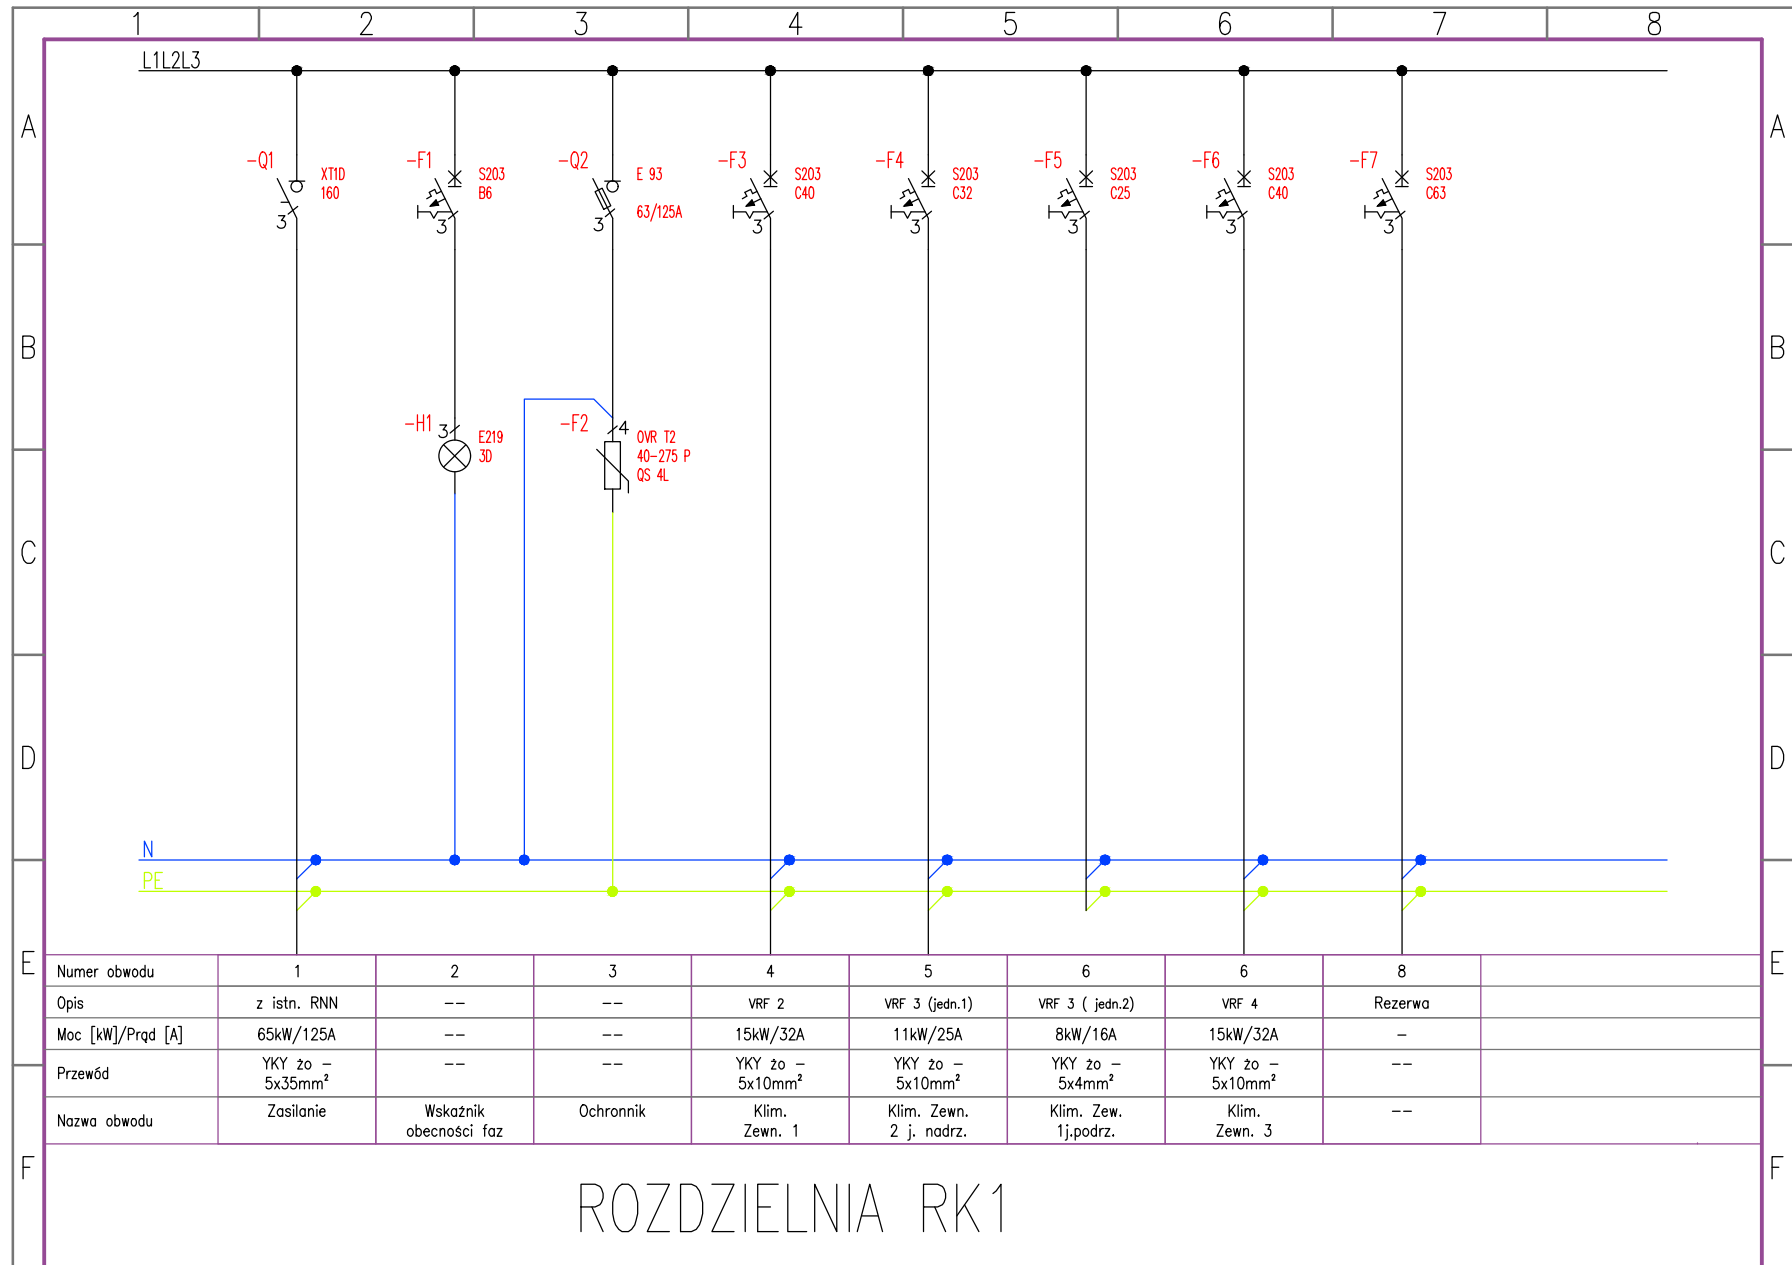 1 2 3 4 5 6 7 8
L1L2L3
A A
-Q1 XT1D 160 3
-F1 S203 B6 3
-Q2 E 93 63/125A 3
-F3 S203 C40 3
-F4 S203 C32 3
-F5 S203 C25 3
-F6 S203 C40 3
-F7 S203 C63 3
B B
-H1 3 E219 3D
-F2 4 OVR T2 40-275 P QS 4L
C C
D D
N
PE
E E
Numer obwodu 1 2 3 4 5 6 6 8
Opis z istn. RNN -- -- VRF 2 VRF 3 (jedn.1) VRF 3 ( jedn.2) VRF 4 Rezerwa
Moc [kW]/Prąd [A] 65kW/125A -- -- 15kW/32A 11kW/25A 8kW/16A 15kW/32A -
Przewód YKY żo - 5x35mm² -- -- YKY żo - 5x10mm² YKY żo - 5x10mm² YKY żo - 5x4mm² YKY żo - 5x10mm² --
Nazwa obwodu Zasilanie Wskaźnik obecności faz Ochronnik Klim. Zewn. 1 Klim. Zewn. 2 j. nadrz. Klim. Zew. 1j.podrz. Klim. Zewn. 3 --
F F
ROZDZIELNIA RK1